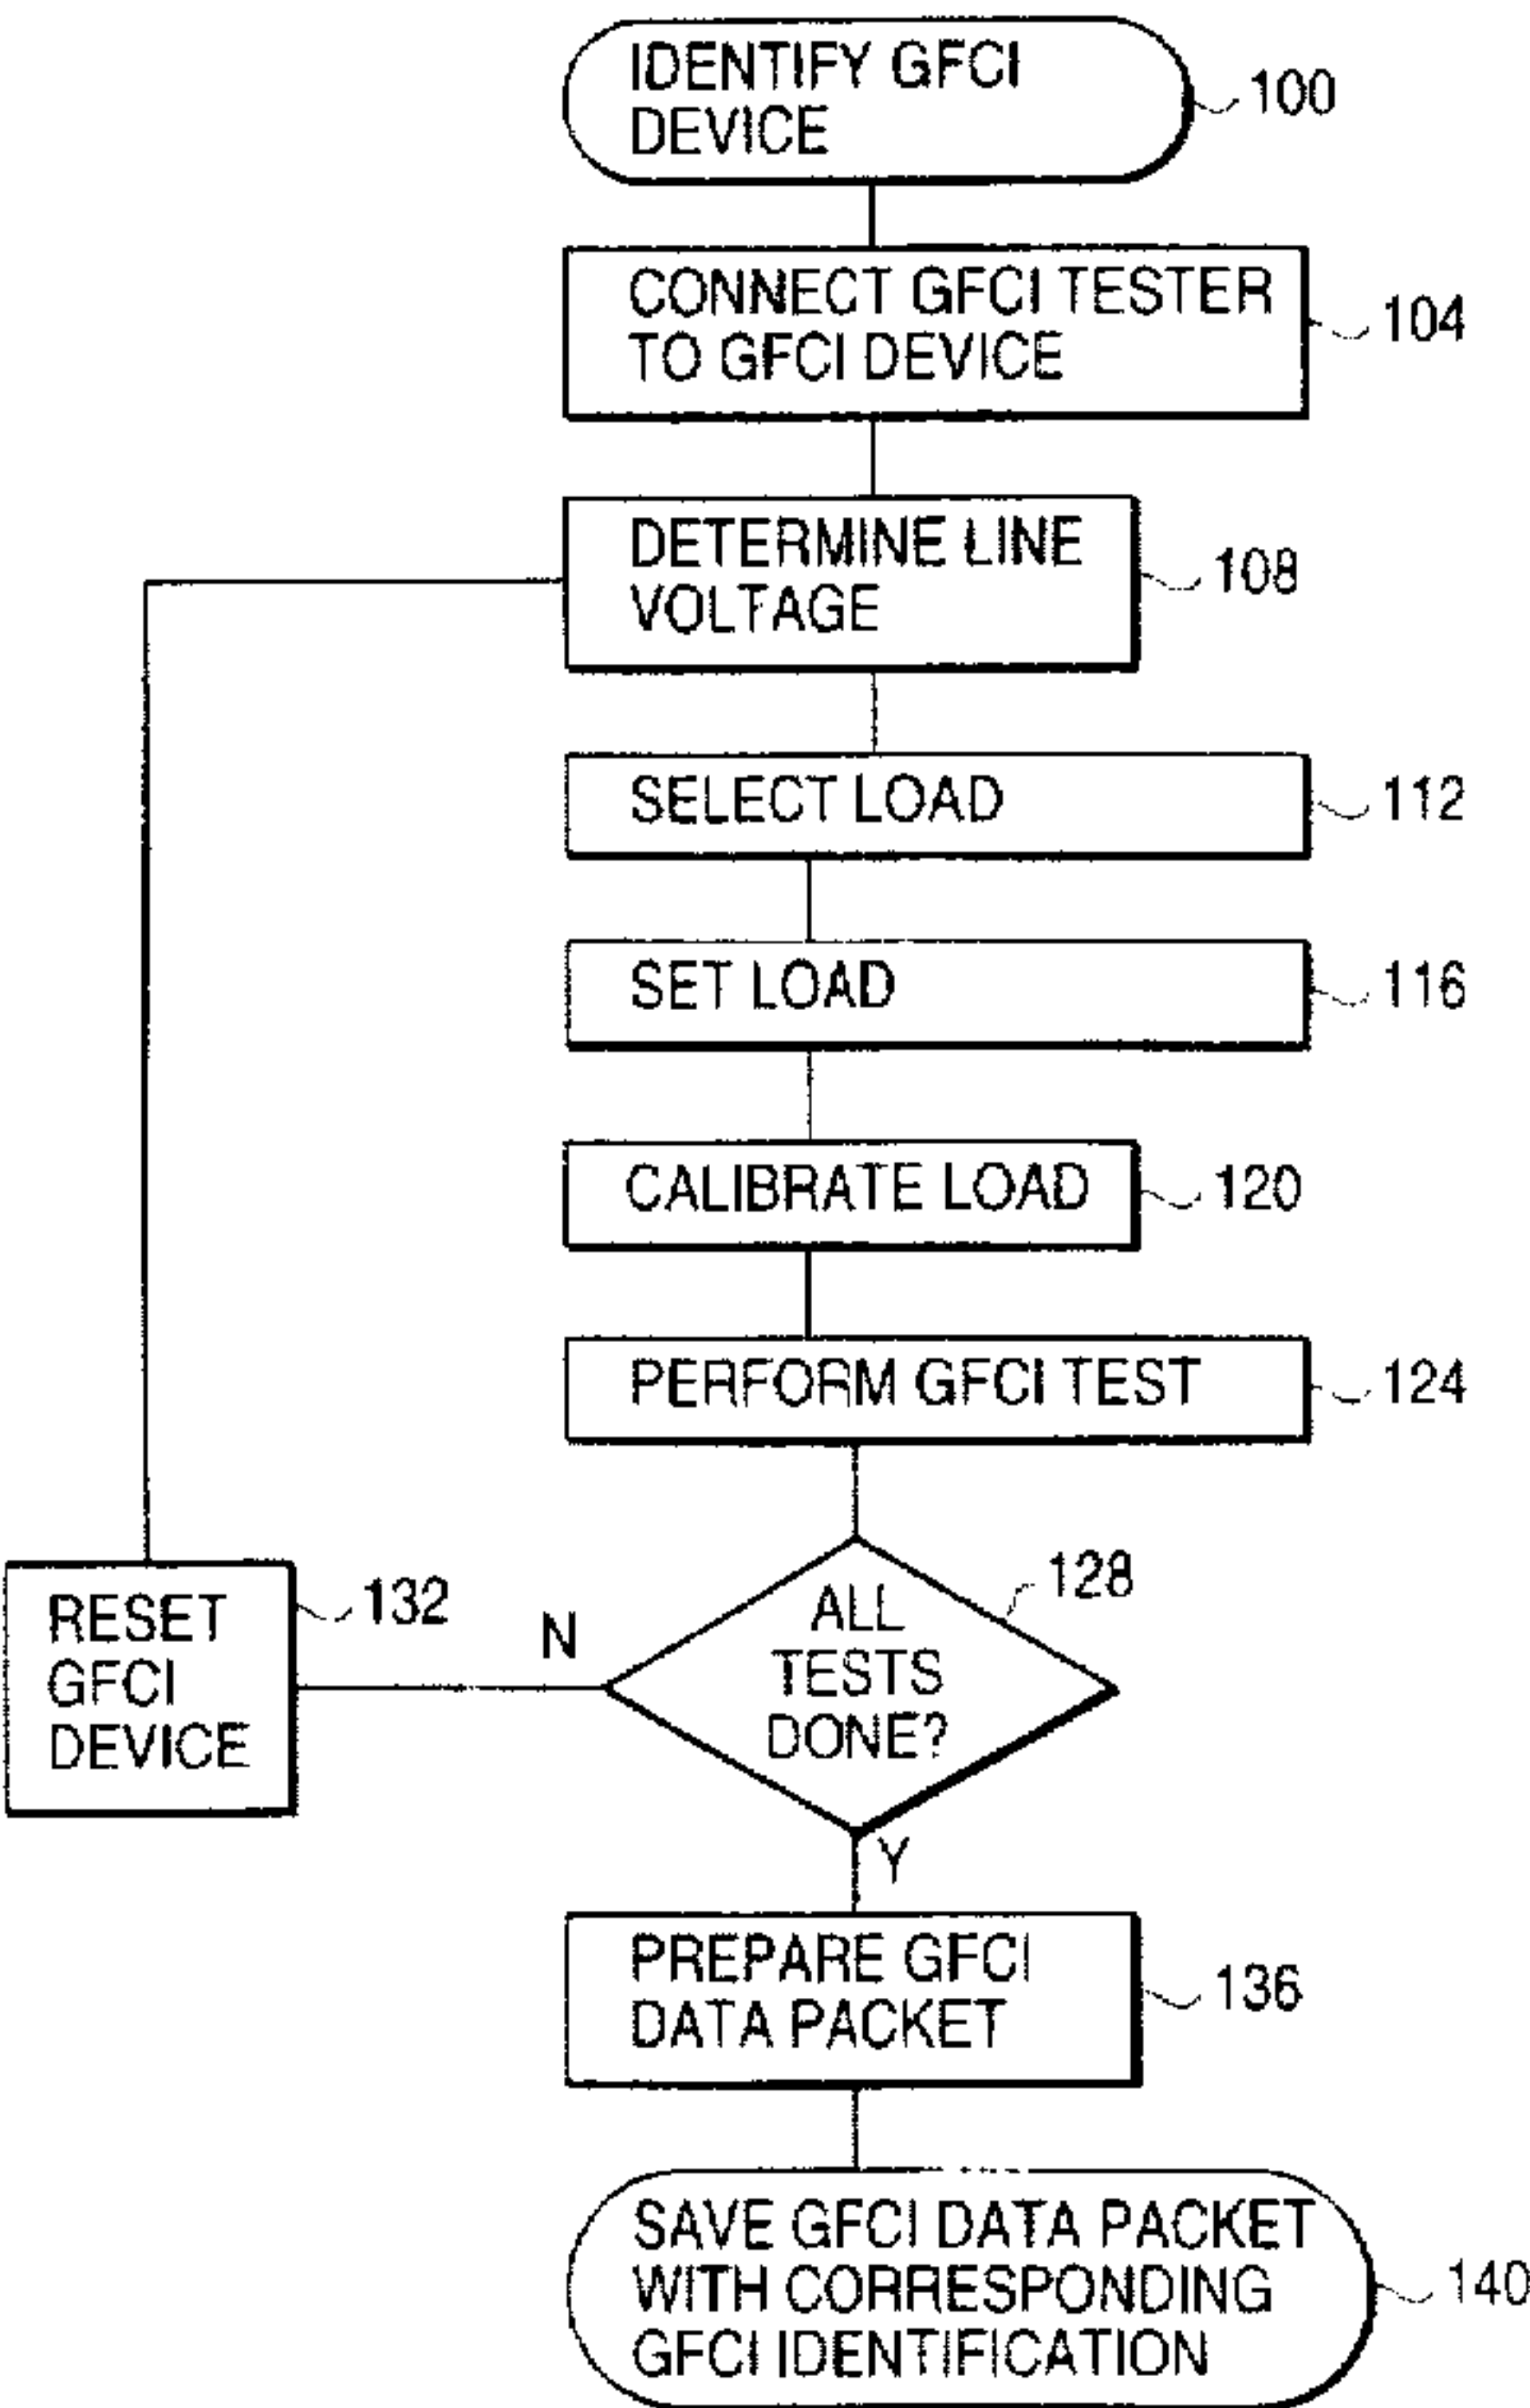 IDENTIFY GFCI
DEVICE
100
CONNECT GFCI TESTER
TO GFCI DEVICE
104
DETERMINE LINE
VOLTAGE
108
SELECT LOAD
112
SET LOAD
116
CALIBRATE LOAD
120
PERFORM GFCI TEST
124
ALL
TESTS
DONE?
128
N
RESET
GFCI
DEVICE
132
Y
PREPARE GFCI
DATA PACKET
136
SAVE GFCI DATA PACKET
WITH CORRESPONDING
GFCI IDENTIFICATION
140